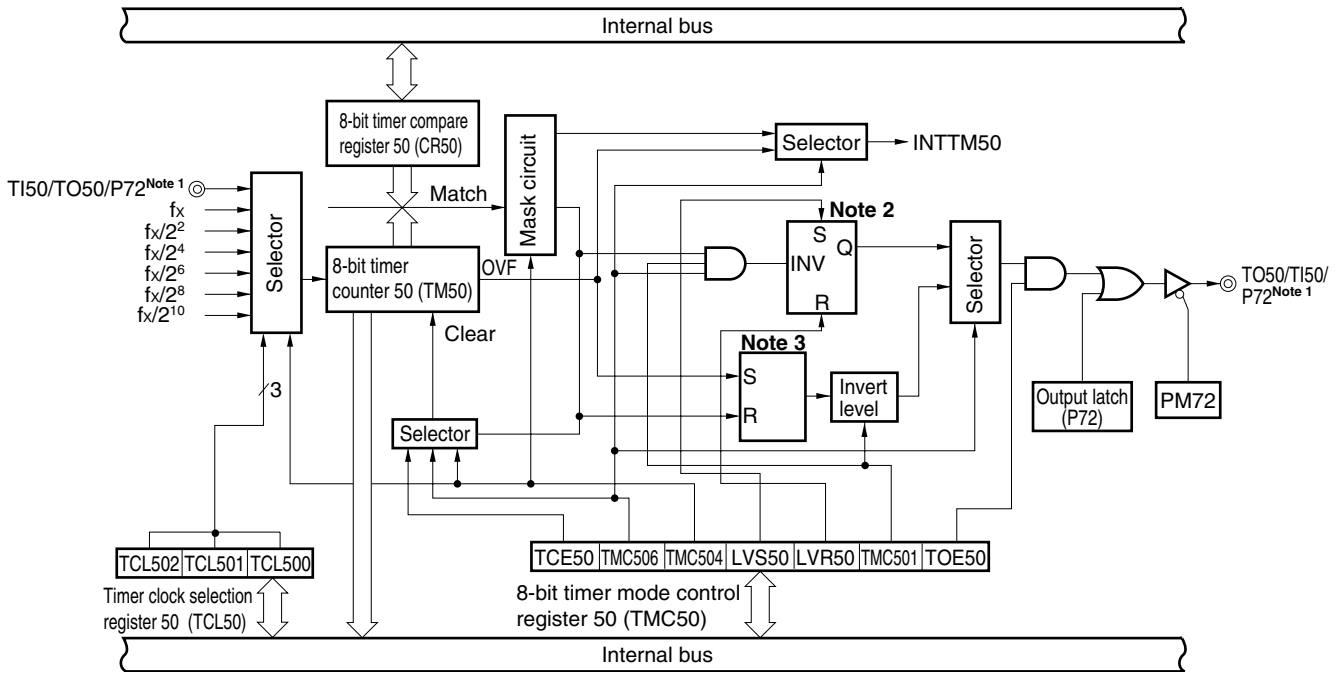 Internal bus
8-bit timer compare
register 50 (CR50)
Mask circuit
Selector
INTTM50
TI50/TO50/P72Note 1
fX
fX/2²
fX/2⁴
fX/2⁶
fX/2⁸
fX/2¹⁰
Selector
Match
8-bit timer
counter 50 (TM50)
OVF
Clear
Note 2
S
Q
INV
R
Selector
TO50/TI50/
P72Note 1
Note 3
S
R
Invert
level
Output latch
(P72)
PM72
3
Selector
TCL502
TCL501
TCL500
Timer clock selection
register 50 (TCL50)
TCE50
TMC506
TMC504
LVS50
LVR50
TMC501
TOE50
8-bit timer mode control
register 50 (TMC50)
Internal bus